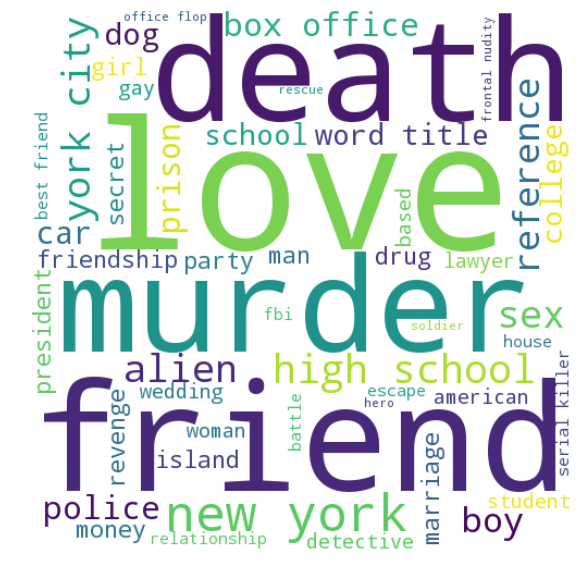 office flop
box office
death
frontal nudity
dog
york city
girl
gay
rescue
best friend
secret
prison
school
word title
reference
college
love
car
friendship
party
man
based
drug
lawyer
president
murder
fbi
soldier
sex
house
alien
high school
wedding
escape
hero
american
serial killer
friend
revenge
woman
battle
island
marriage
police
new york
student
boy
money
relationship
detective